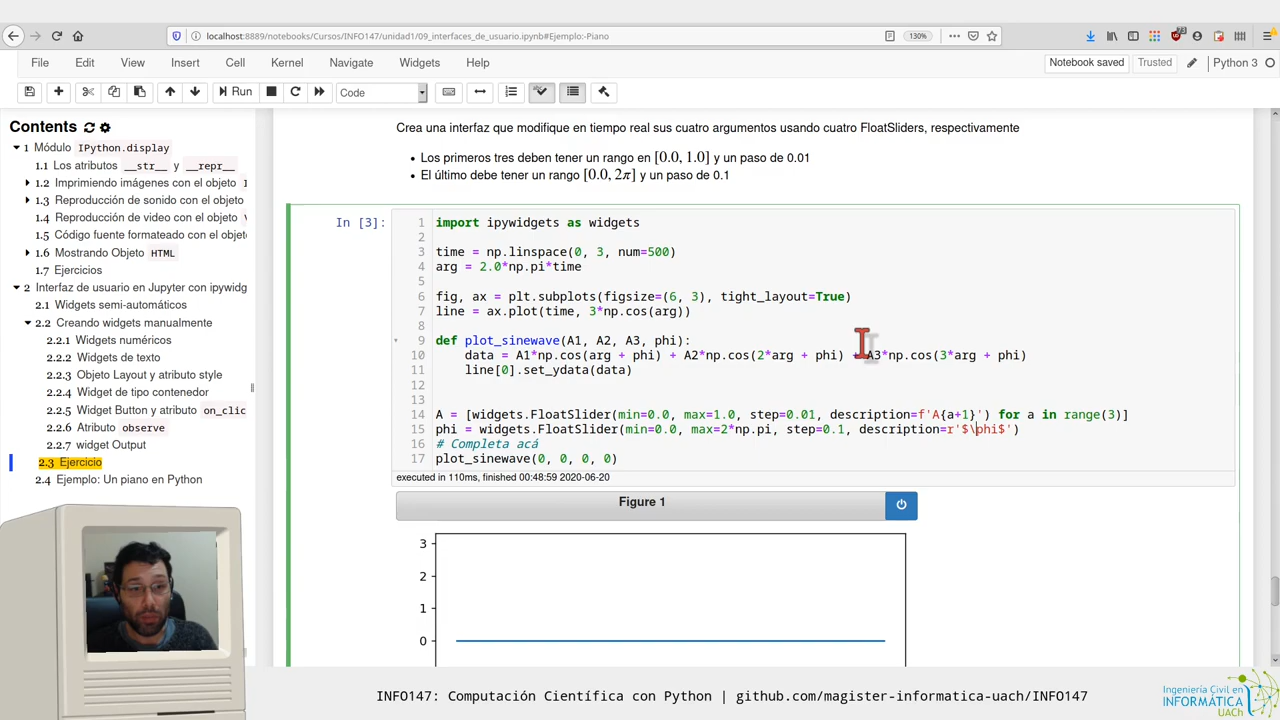 localhost:8889/notebooks/Cursos/INFO147/unidad1/09_interfaces_de_usuario.ipynb#Ejemplo:-Piano
130%
File Edit View Insert Cell Kernel Navigate Widgets Help
Notebook saved Trusted Python 3
Run Code
Contents
1 Módulo IPython.display
1.1 Los atributos __str__ y __repr__
1.2 Imprimiendo imágenes con el objeto
1.3 Reproducción de sonido con el objeto
1.4 Reproducción de video con el objeto
1.5 Código fuente formateado con el objeto
1.6 Mostrando Objeto HTML
1.7 Ejercicios
2 Interfaz de usuario en Jupyter con ipywidg
2.1 Widgets semi-automáticos
2.2 Creando widgets manualmente
2.2.1 Widgets numéricos
2.2.2 Widgets de texto
2.2.3 Objeto Layout y atributo style
2.2.4 Widget de tipo contenedor
2.2.5 Widget Button y atributo on_clic
2.2.6 Atributo observe
2.2.7 widget Output
2.3 Ejercicio
2.4 Ejemplo: Un piano en Python
Crea una interfaz que modifique en tiempo real sus cuatro argumentos usando cuatro FloatSliders, respectivamente
• Los primeros tres deben tener un rango en [0.0, 1.0] y un paso de 0.01
• El último debe tener un rango [0.0, 2π] y un paso de 0.1
In [3]:
1 import ipywidgets as widgets
2
3 time = np.linspace(0, 3, num=500)
4 arg = 2.0*np.pi*time
5
6 fig, ax = plt.subplots(figsize=(6, 3), tight_layout=True)
7 line = ax.plot(time, 3*np.cos(arg))
8
9 def plot_sinewave(A1, A2, A3, phi):
10 data = A1*np.cos(arg + phi) + A2*np.cos(2*arg + phi) + A3*np.cos(3*arg + phi)
11 line[0].set_ydata(data)
12
13
14 A = [widgets.FloatSlider(min=0.0, max=1.0, step=0.01, description=f'A{a+1}') for a in range(3)]
15 phi = widgets.FloatSlider(min=0.0, max=2*np.pi, step=0.1, description=r'$\phi$')
16 # Completa acá
17 plot_sinewave(0, 0, 0, 0)
executed in 110ms, finished 00:48:59 2020-06-20
Figure 1
3
2
1
0
INFO147: Computación Científica con Python | github.com/magister-informatica-uach/INFO147
Ingeniería Civil en
INFORMÁTICA
UACh